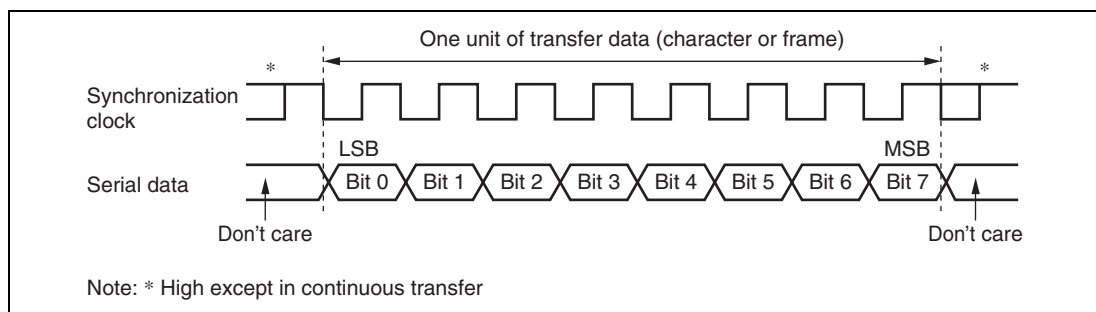 One unit of transfer data (character or frame)
* *
Synchronization
clock
LSB MSB
Serial data Bit 0 Bit 1 Bit 2 Bit 3 Bit 4 Bit 5 Bit 6 Bit 7
Don't care Don't care
Note: * High except in continuous transfer